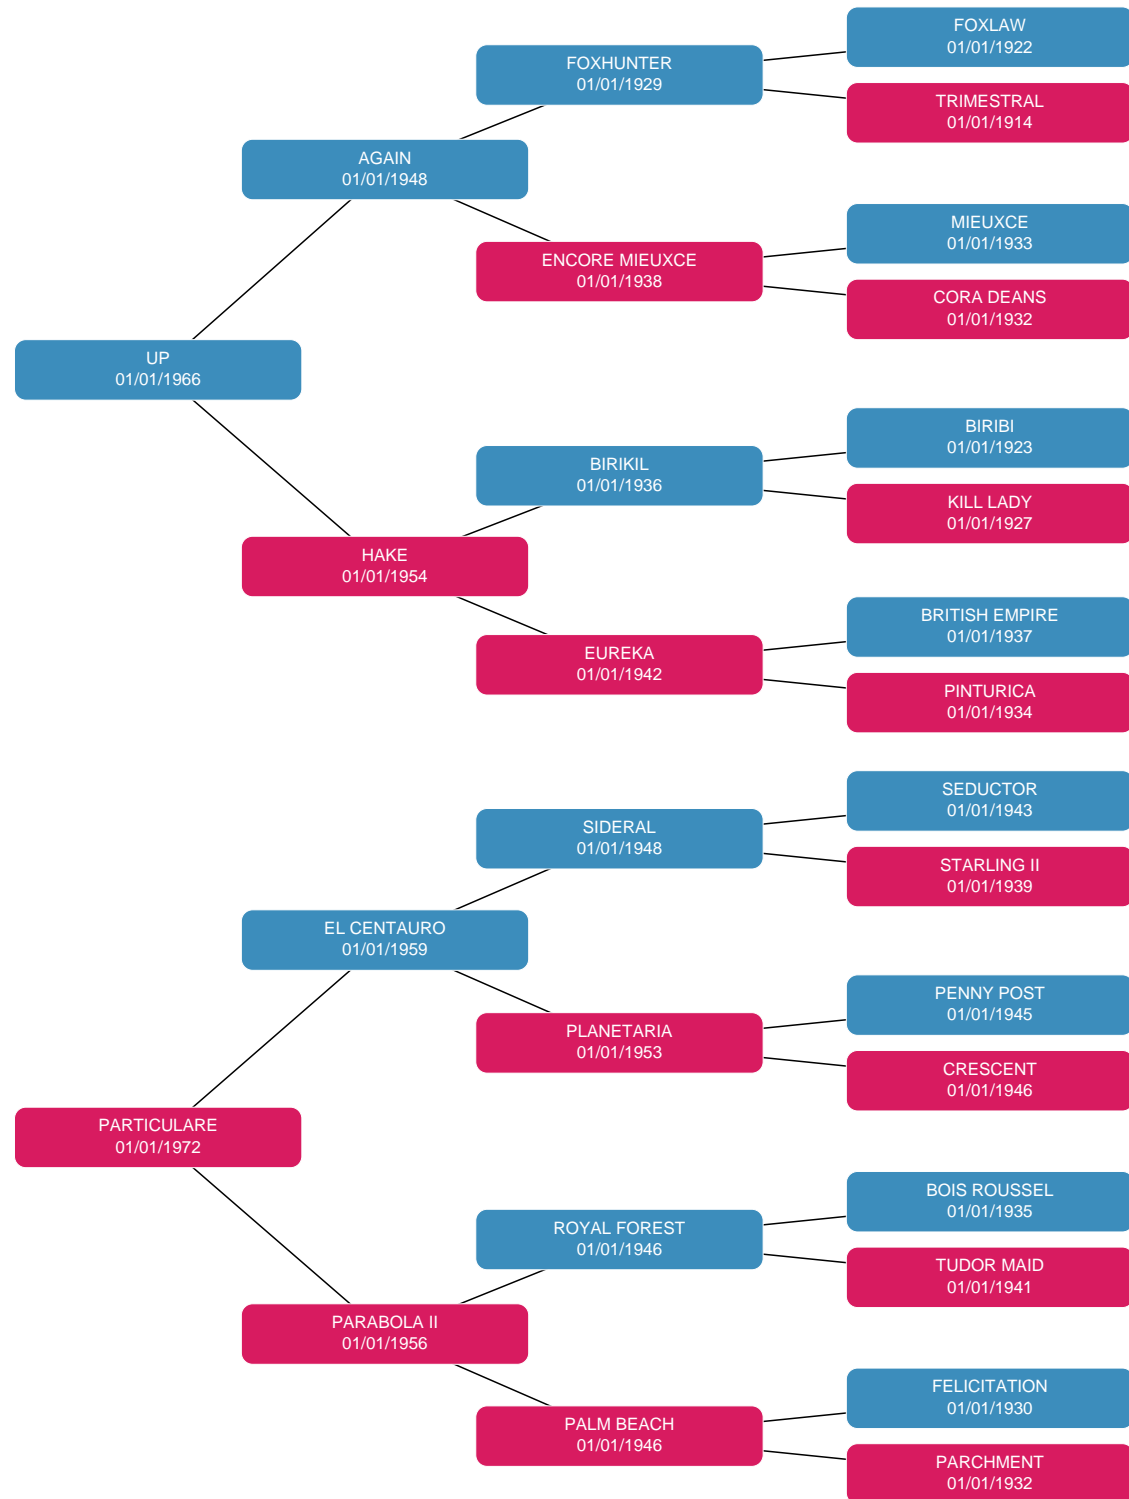 FOXLAW
01/01/1922
FOXHUNTER
01/01/1929
TRIMESTRAL
01/01/1914
AGAIN
01/01/1948
MIEUXCE
01/01/1933
ENCORE MIEUXCE
01/01/1938
CORA DEANS
01/01/1932
UP
01/01/1966
BIRIBI
01/01/1923
BIRIKIL
01/01/1936
KILL LADY
01/01/1927
HAKE
01/01/1954
BRITISH EMPIRE
01/01/1937
EUREKA
01/01/1942
PINTURICA
01/01/1934
SEDUCTOR
01/01/1943
SIDERAL
01/01/1948
STARLING II
01/01/1939
EL CENTAURO
01/01/1959
PENNY POST
01/01/1945
PLANETARIA
01/01/1953
CRESCENT
01/01/1946
PARTICULARE
01/01/1972
BOIS ROUSSEL
01/01/1935
ROYAL FOREST
01/01/1946
TUDOR MAID
01/01/1941
PARABOLA II
01/01/1956
FELICITATION
01/01/1930
PALM BEACH
01/01/1946
PARCHMENT
01/01/1932